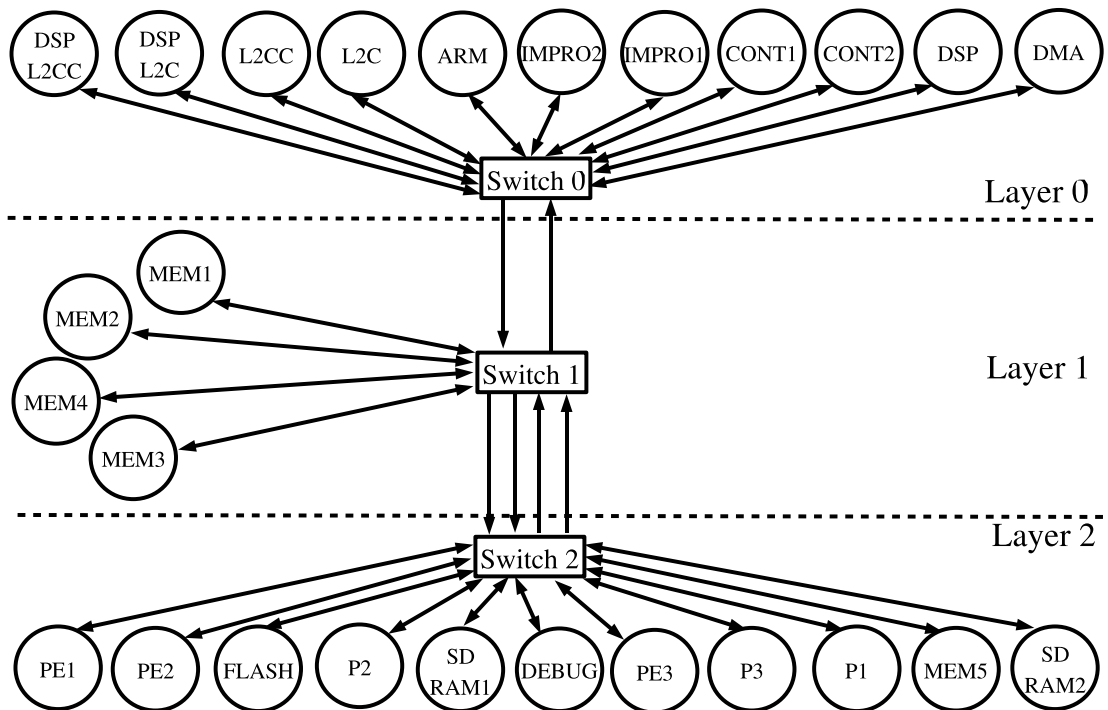 DSP
L2CC
DSP
L2C
L2CC
L2C
ARM
IMPRO2
IMPRO1
CONT1
CONT2
DSP
DMA
Switch 0
Layer 0
MEM1
MEM2
MEM4
MEM3
Switch 1
Layer 1
Switch 2
Layer 2
PE1
PE2
FLASH
P2
SD
RAM1
DEBUG
PE3
P3
P1
MEM5
SD
RAM2